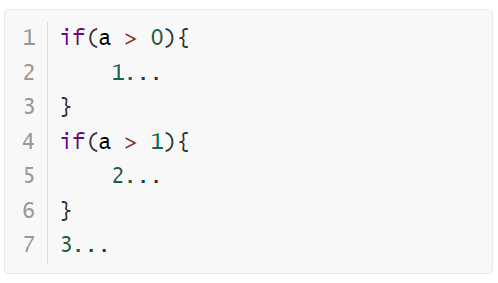 1 if(a > 0){
2     1...
3 }
4 if(a > 1){
5     2...
6 }
7 3...